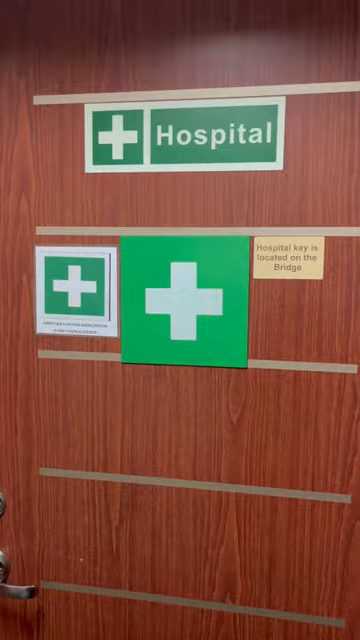 Hospital
Hospital key is
located on the
Bridge